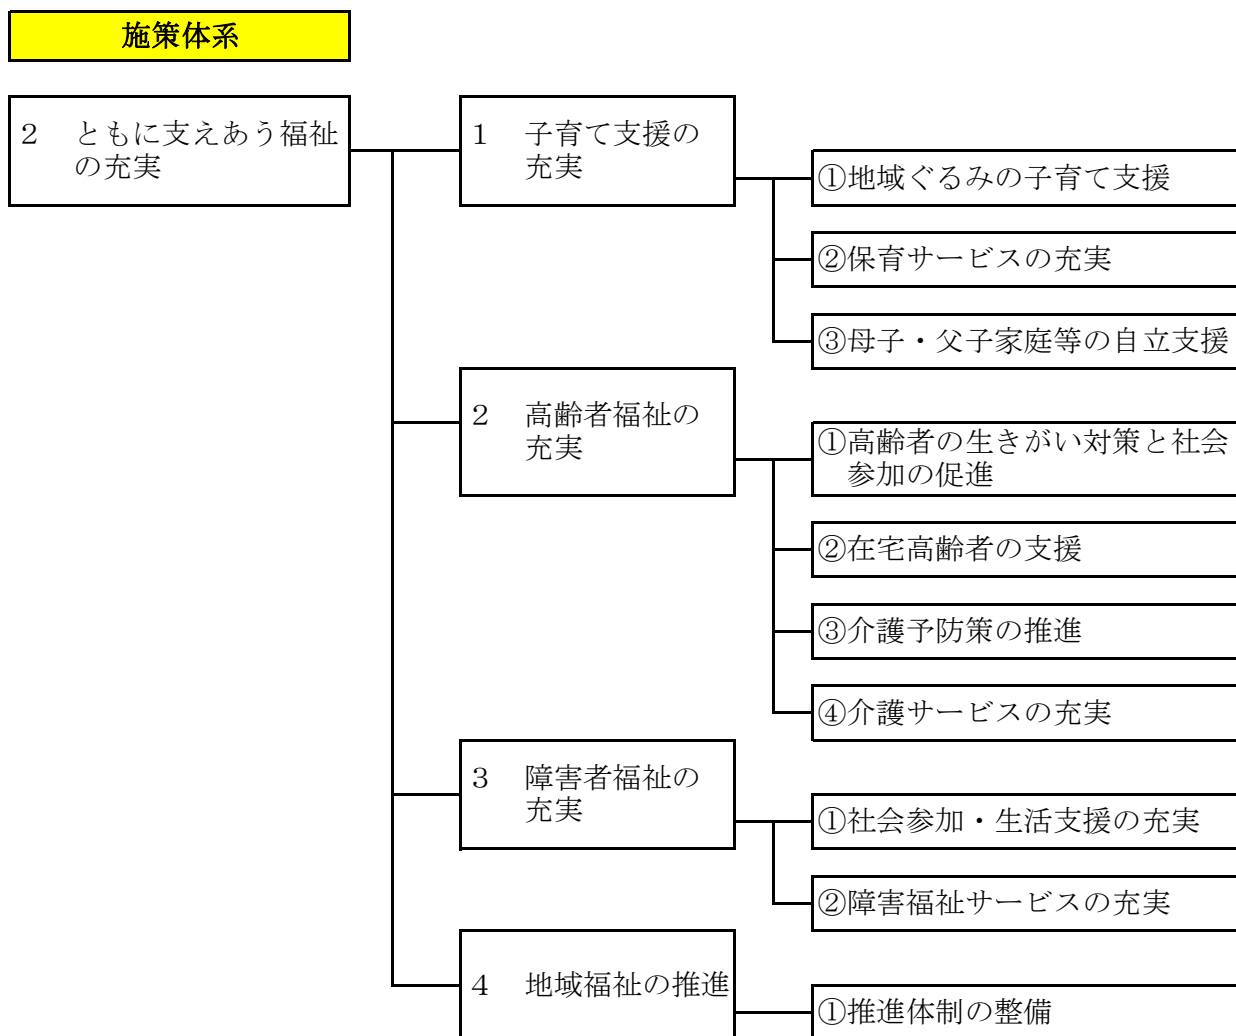 施策体系
２　ともに支えあう福祉
の充実
１　子育て支援の
充実
①地域ぐるみの子育て支援
②保育サービスの充実
③母子・父子家庭等の自立支援
２　高齢者福祉の
充実
①高齢者の生きがい対策と社会
参加の促進
②在宅高齢者の支援
③介護予防策の推進
④介護サービスの充実
３　障害者福祉の
充実
①社会参加・生活支援の充実
②障害福祉サービスの充実
４　地域福祉の推進
①推進体制の整備